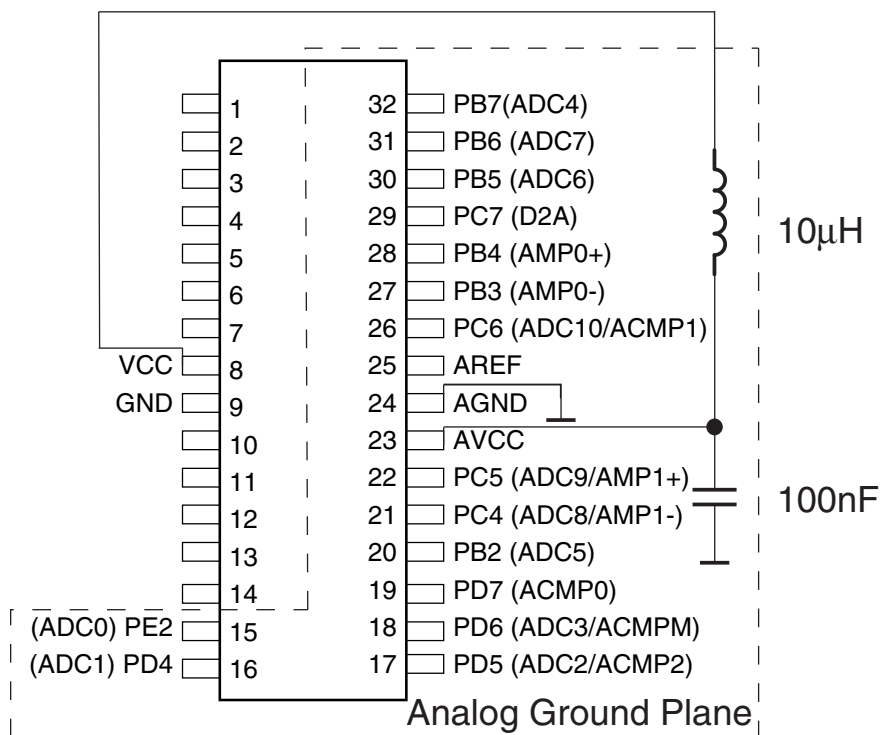 1 32 PB7(ADC4)
2 31 PB6 (ADC7)
3 30 PB5 (ADC6)
4 29 PC7 (D2A)
5 28 PB4 (AMP0+)
10µH
6 27 PB3 (AMP0-)
7 26 PC6 (ADC10/ACMP1)
VCC 8 25 AREF
GND 9 24 AGND
10 23 AVCC
11 22 PC5 (ADC9/AMP1+)
100nF
12 21 PC4 (ADC8/AMP1-)
13 20 PB2 (ADC5)
14 19 PD7 (ACMP0)
(ADC0) PE2 15 18 PD6 (ADC3/ACMPM)
(ADC1) PD4 16 17 PD5 (ADC2/ACMP2)
Analog Ground Plane